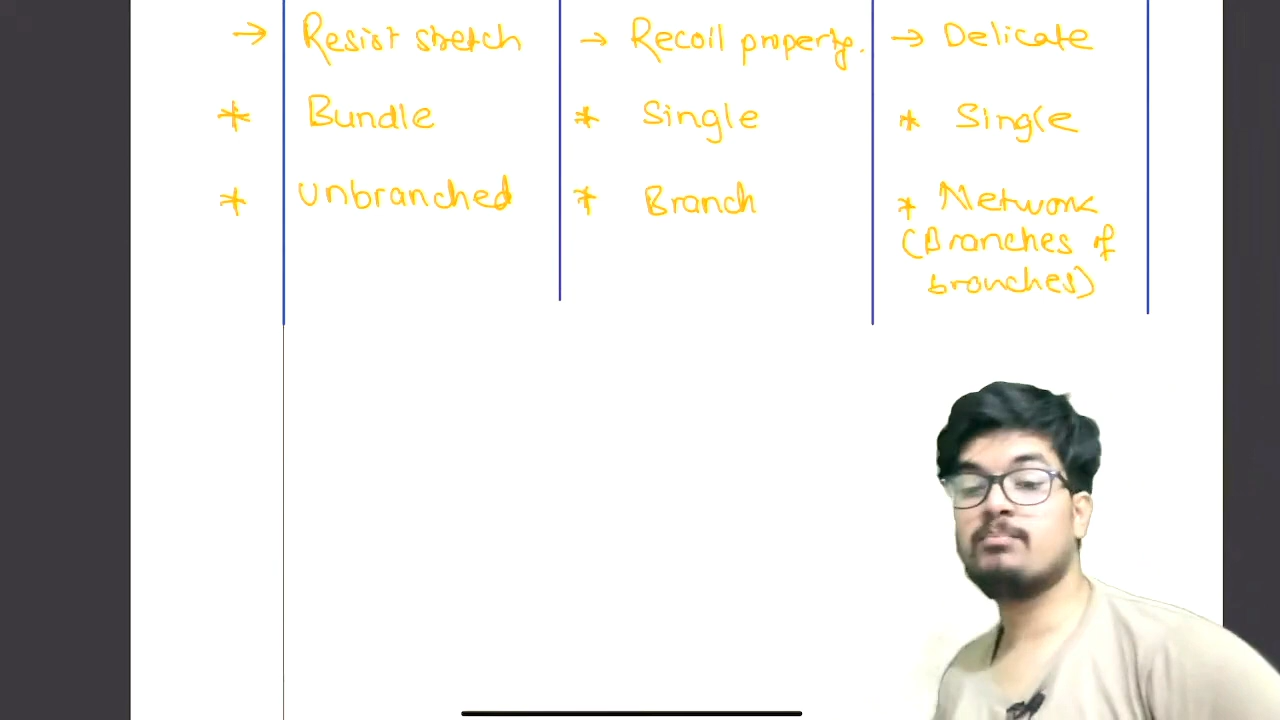 → Resist stretch → Recoil property. → Delicate
* Bundle * Single * Single
* Unbranched * Branch * Network
(Branches of
branches)